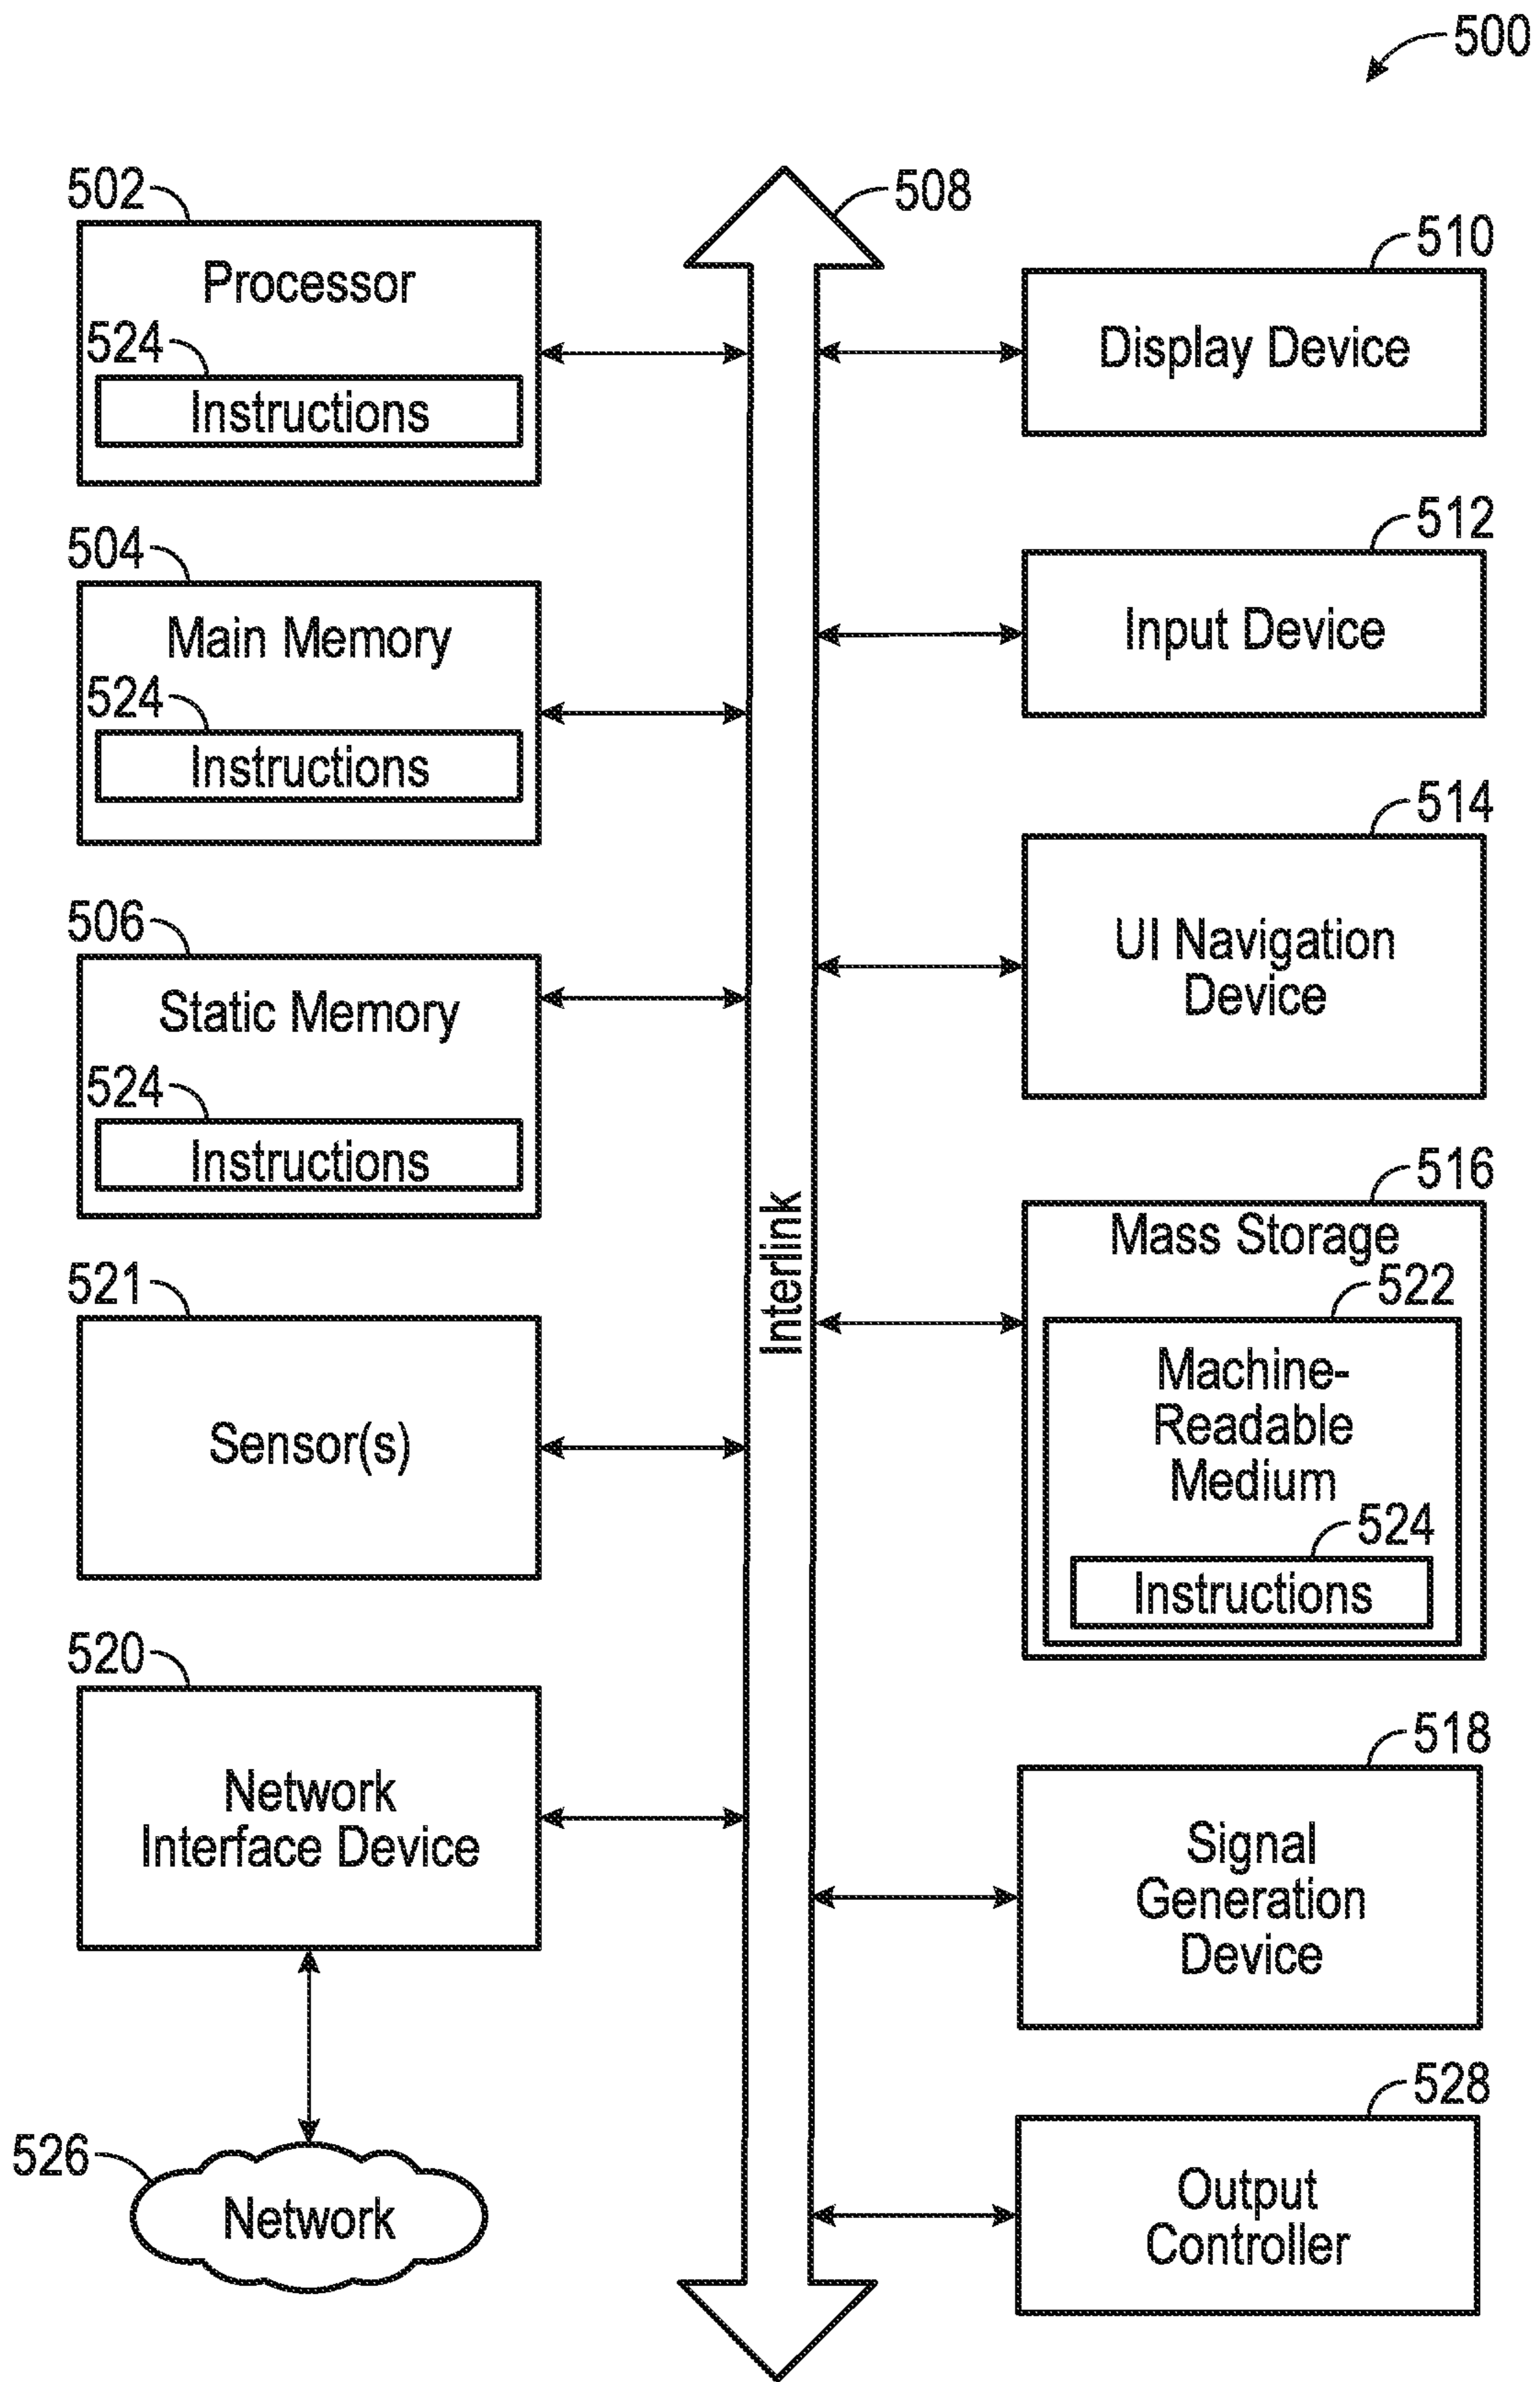 500
502
Processor
524
Instructions
504
Main Memory
524
Instructions
506
Static Memory
524
Instructions
521
Sensor(s)
520
Network
Interface Device
526
Network
508
Interlink
510
Display Device
512
Input Device
514
UI Navigation
Device
516
Mass Storage
522
Machine-
Readable
Medium
524
Instructions
518
Signal
Generation
Device
528
Output
Controller